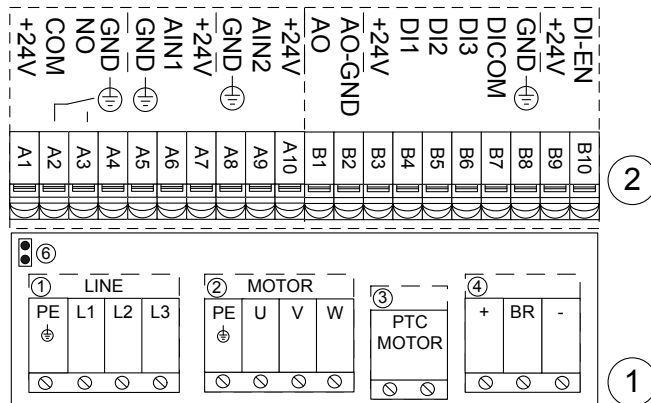 +24V COM NO GND GND AIN1 +24V GND AIN2 +24V AO AO-GND +24V DI1 DI2 DI3 DICOM GND +24V DI-EN
A1 A2 A3 A4 A5 A6 A7 A8 A9 A10 B1 B2 B3 B4 B5 B6 B7 B8 B9 B10
2
6
1 LINE 2 MOTOR 3 4
PE L1 L2 L3 PE U V W PTC MOTOR + BR -
1